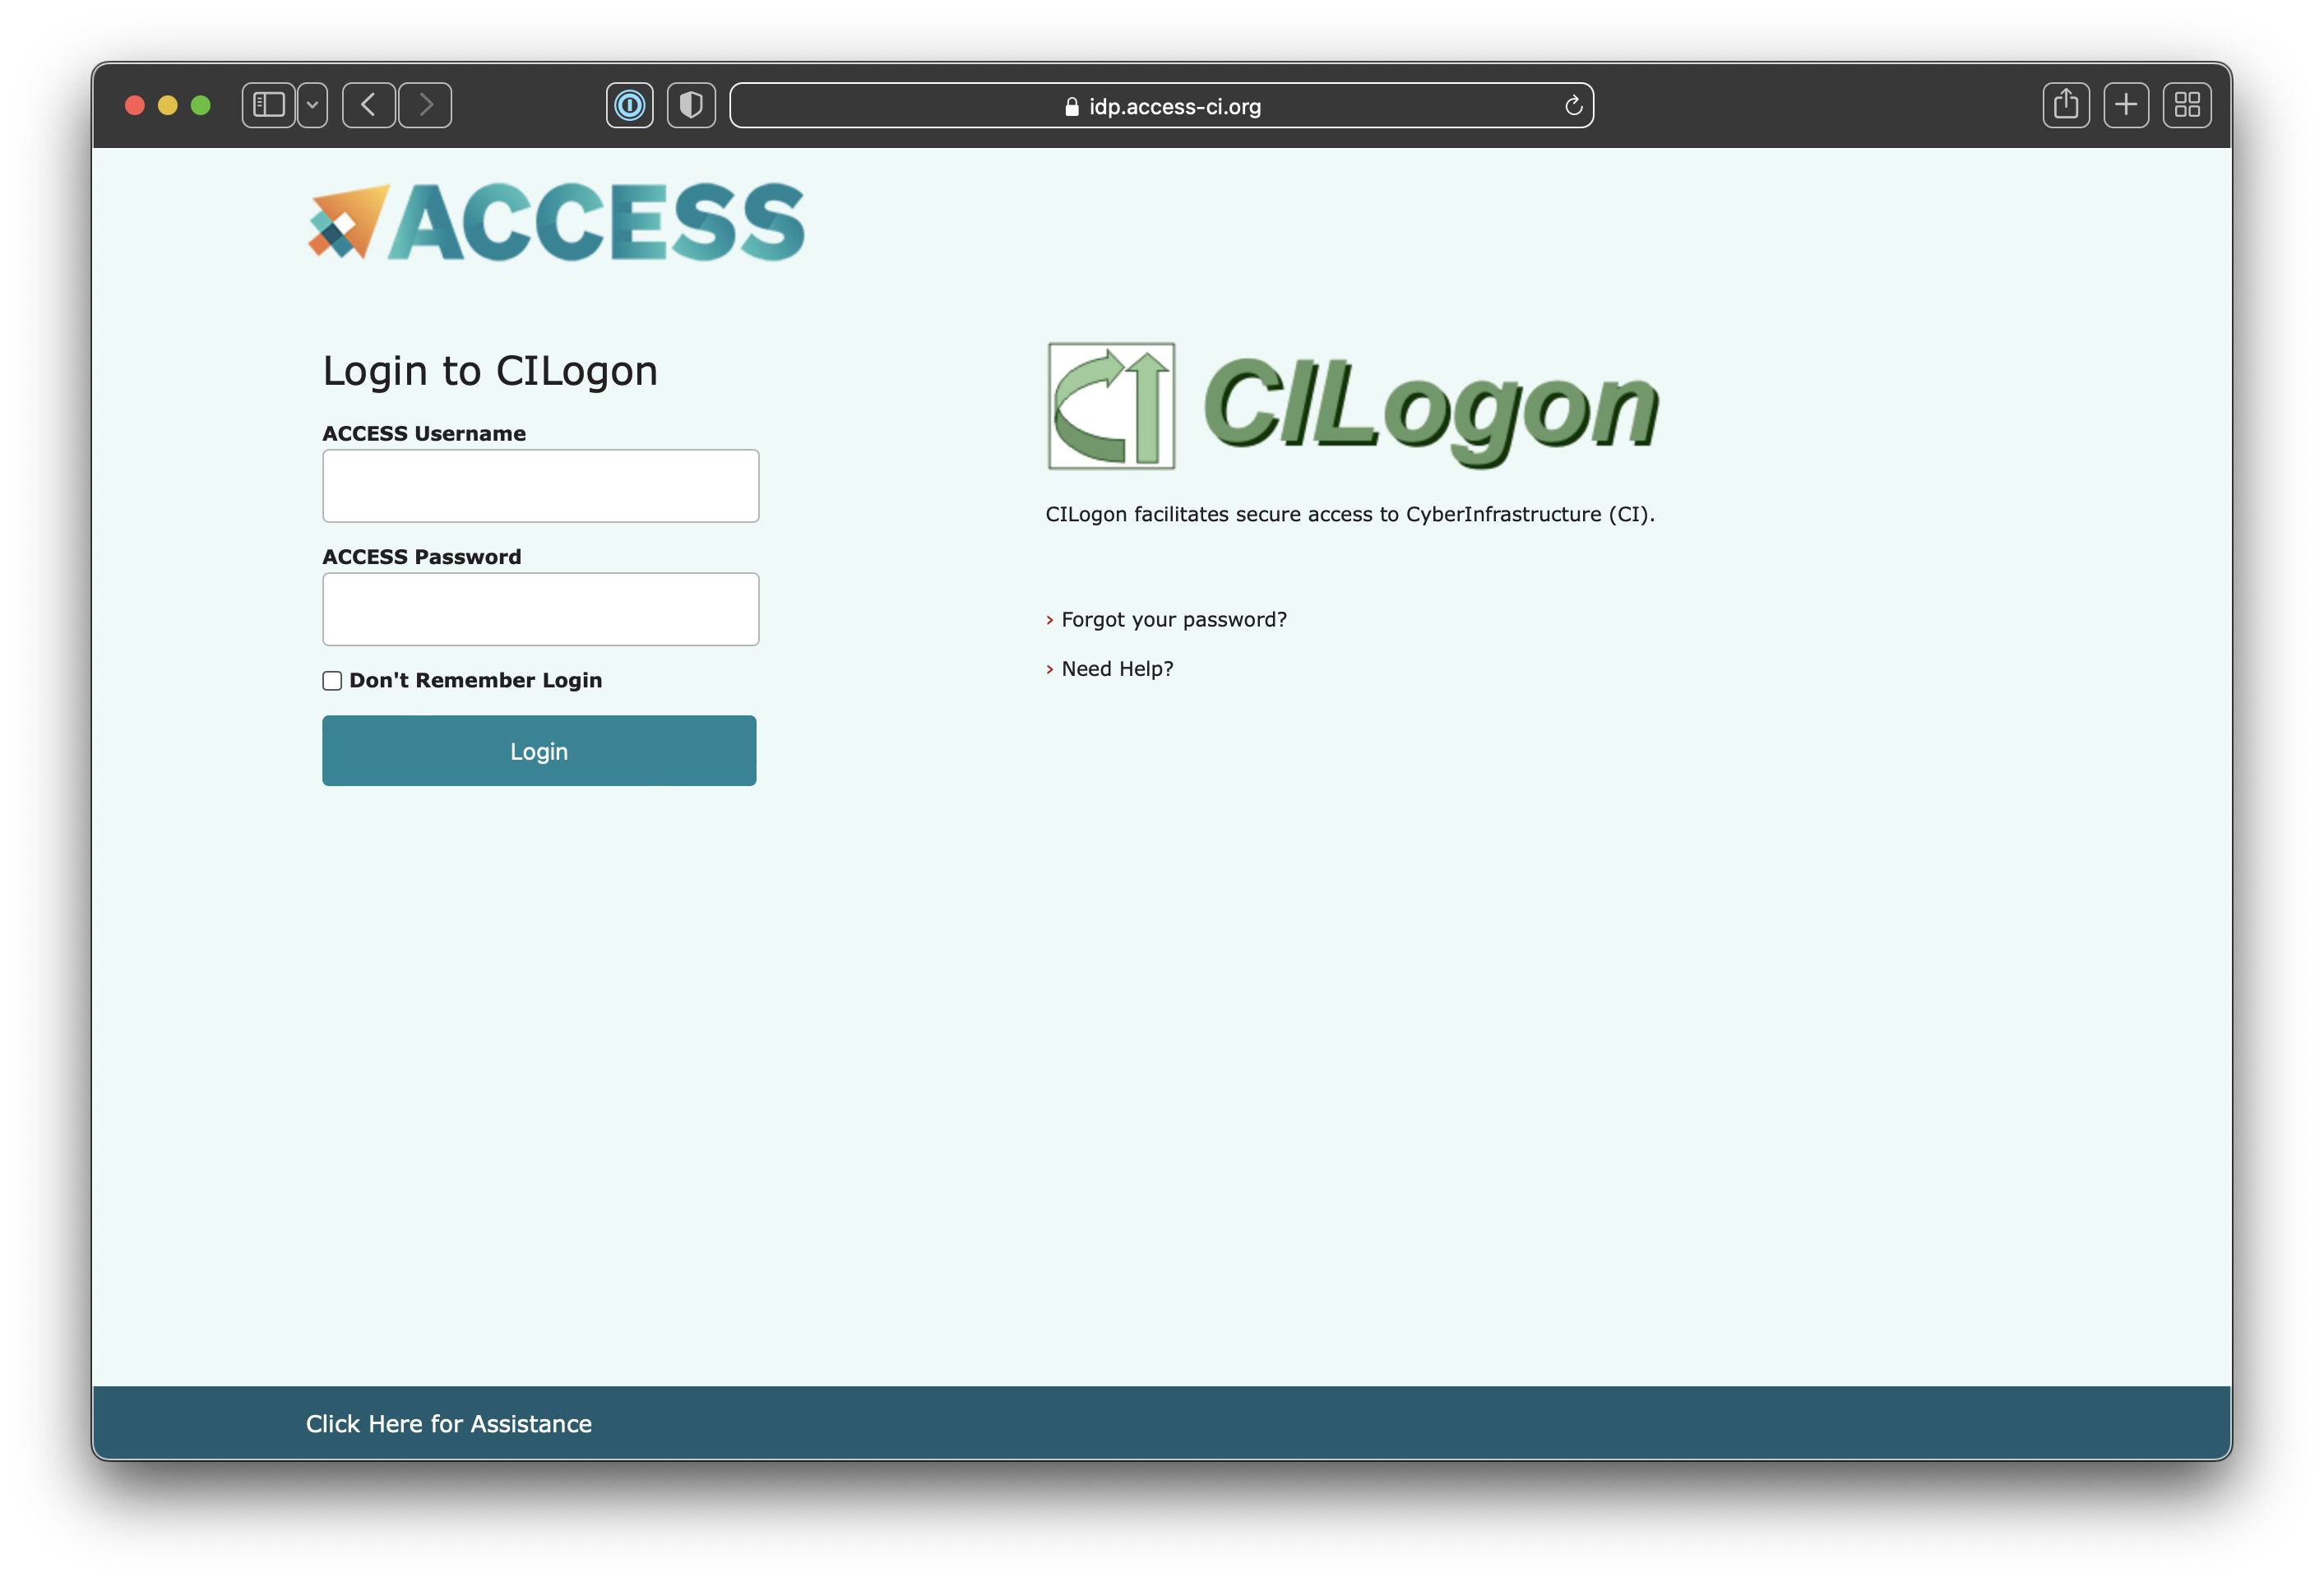 idp.access-ci.org
ACCESS
Login to CILogon
ACCESS Username
ACCESS Password
Don't Remember Login
Login
CILogon
CILogon facilitates secure access to CyberInfrastructure (CI).
› Forgot your password?
› Need Help?
Click Here for Assistance